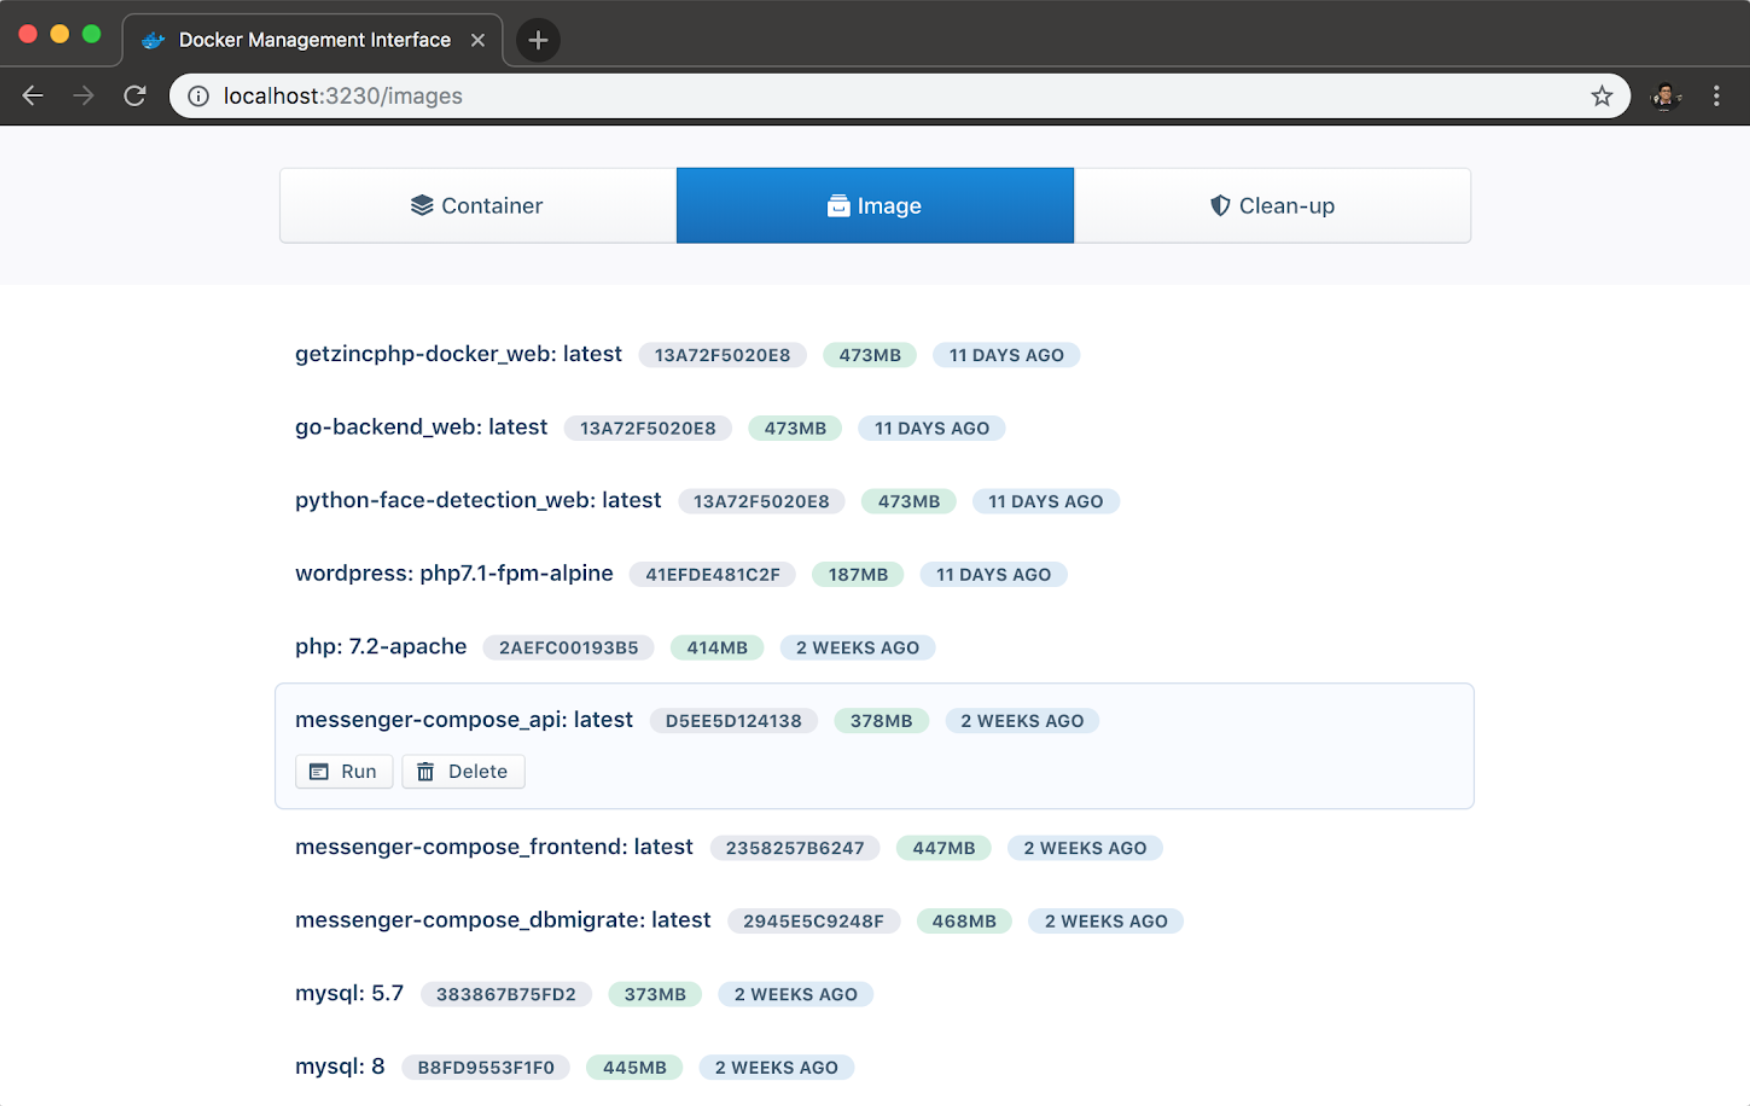 Docker Management Interface
localhost:3230/images
Container Image Clean-up
getzincphp-docker_web: latest 13A72F5020E8 473MB 11 DAYS AGO
go-backend_web: latest 13A72F5020E8 473MB 11 DAYS AGO
python-face-detection_web: latest 13A72F5020E8 473MB 11 DAYS AGO
wordpress: php7.1-fpm-alpine 41EFDE481C2F 187MB 11 DAYS AGO
php: 7.2-apache 2AEFC00193B5 414MB 2 WEEKS AGO
messenger-compose_api: latest D5EE5D124138 378MB 2 WEEKS AGO
Run Delete
messenger-compose_frontend: latest 2358257B6247 447MB 2 WEEKS AGO
messenger-compose_dbmigrate: latest 2945E5C9248F 468MB 2 WEEKS AGO
mysql: 5.7 383867B75FD2 373MB 2 WEEKS AGO
mysql: 8 B8FD9553F1F0 445MB 2 WEEKS AGO